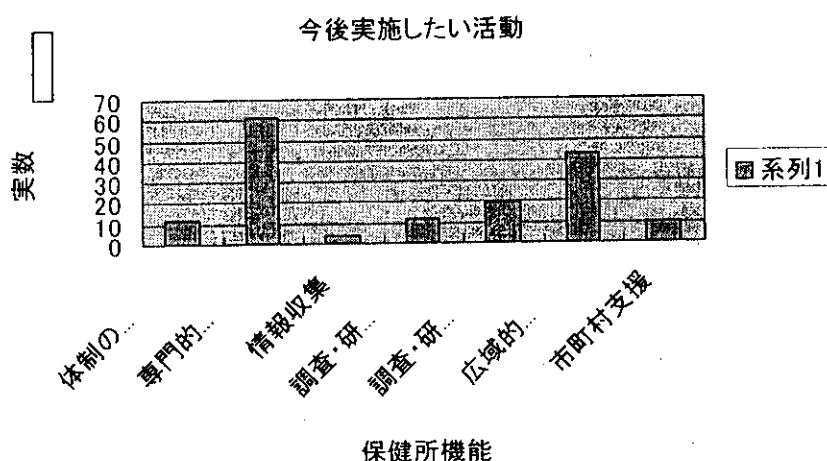 今後実施したい活動
実数
70
60
50
40
30
20
10
0
系列1
体制の...
専門的...
情報収集
調査・研...
調査・研...
広域的...
市町村支援
保健所機能